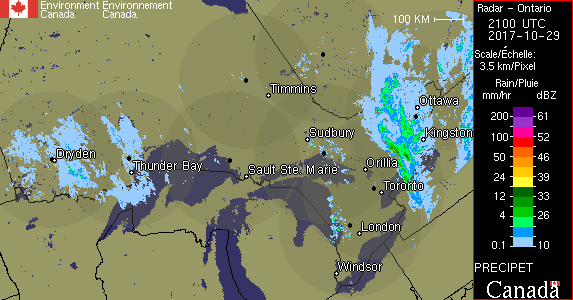 Environment Environnement
Canada Canada
100 KM
Timmins
Ottawa
Sudbury
Kingston
Dryden
Thunder Bay
Sault Ste. Marie
Orillia
Toronto
London
Windsor
Radar - Ontario
2100 UTC
2017-10-29
Scale/Échelle:
3.5 km/Pixel
Rain/Pluie
mm/hr dBZ
200 61
100 52
50 46
24 39
12 33
4 26
0.1 10
PRECIPET
Canada